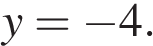 y = −4.